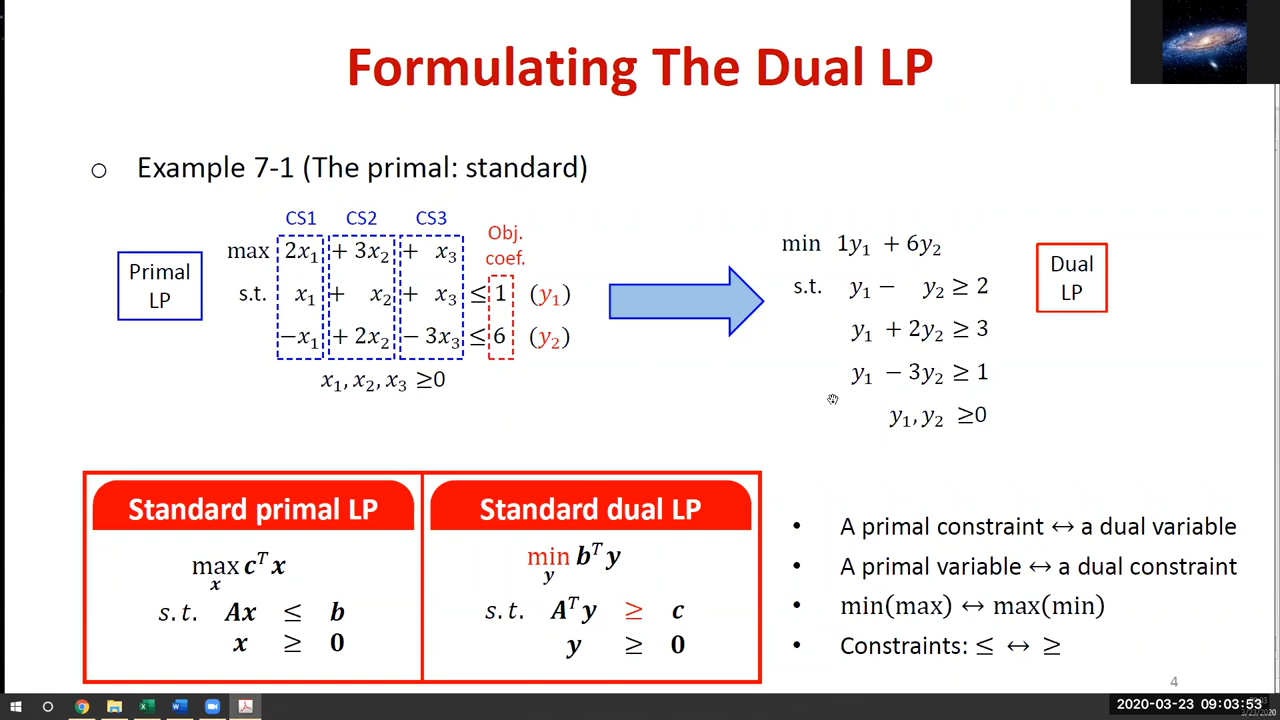 Formulating The Dual LP
○ Example 7-1 (The primal: standard)
CS1 CS2 CS3
Obj.
coef.
Primal
LP
max 2x₁ + 3x₂ + x₃
s.t. x₁ + x₂ + x₃ ≤ 1 (y₁)
−x₁ + 2x₂ − 3x₃ ≤ 6 (y₂)
x₁, x₂, x₃ ≥0
min 1y₁ + 6y₂
s.t. y₁ − y₂ ≥ 2
y₁ + 2y₂ ≥ 3
y₁ − 3y₂ ≥ 1
y₁, y₂ ≥0
Dual
LP
Standard primal LP
max cᵀx
x
s.t. Ax ≤ b
x ≥ 0
Standard dual LP
min bᵀy
y
s.t. Aᵀy ≥ c
y ≥ 0
• A primal constraint ↔ a dual variable
• A primal variable ↔ a dual constraint
• min(max) ↔ max(min)
• Constraints: ≤ ↔ ≥
4
2020-03-23 09:03:53